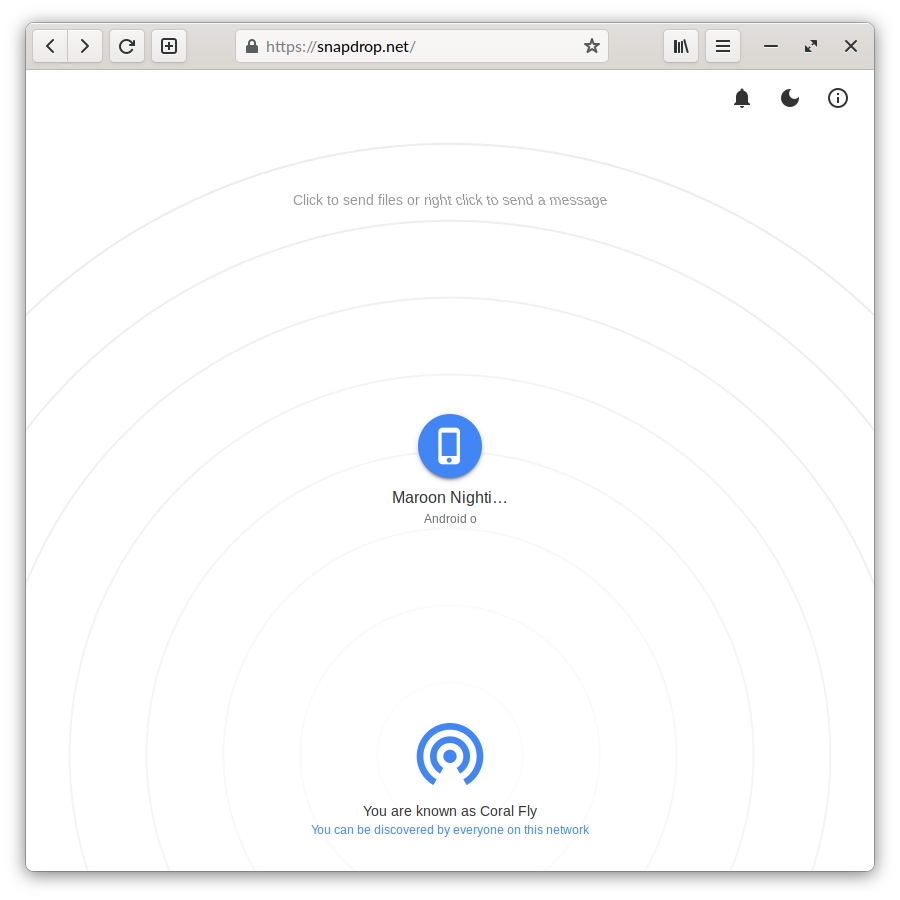 https://snapdrop.net/
Click to send files or right click to send a message
Maroon Nighti…
Android o
You are known as Coral Fly
You can be discovered by everyone on this network